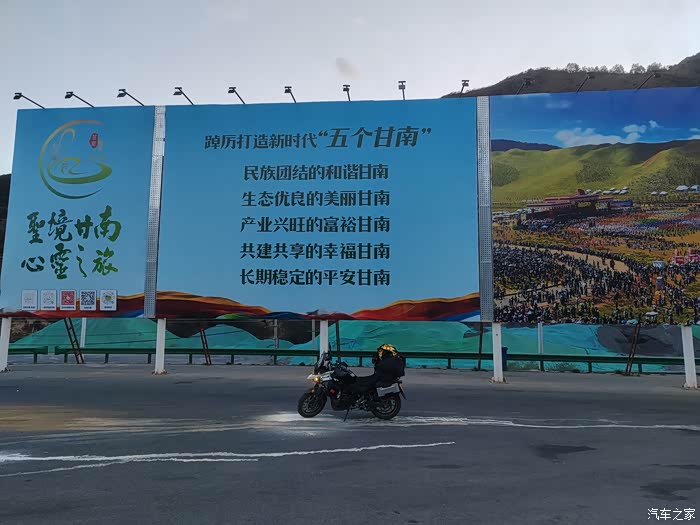 聖境甘南
心靈之旅
踔厉打造新时代“五个甘南”
民族团结的和谐甘南
生态优良的美丽甘南
产业兴旺的富裕甘南
共建共享的幸福甘南
长期稳定的平安甘南
汽车之家